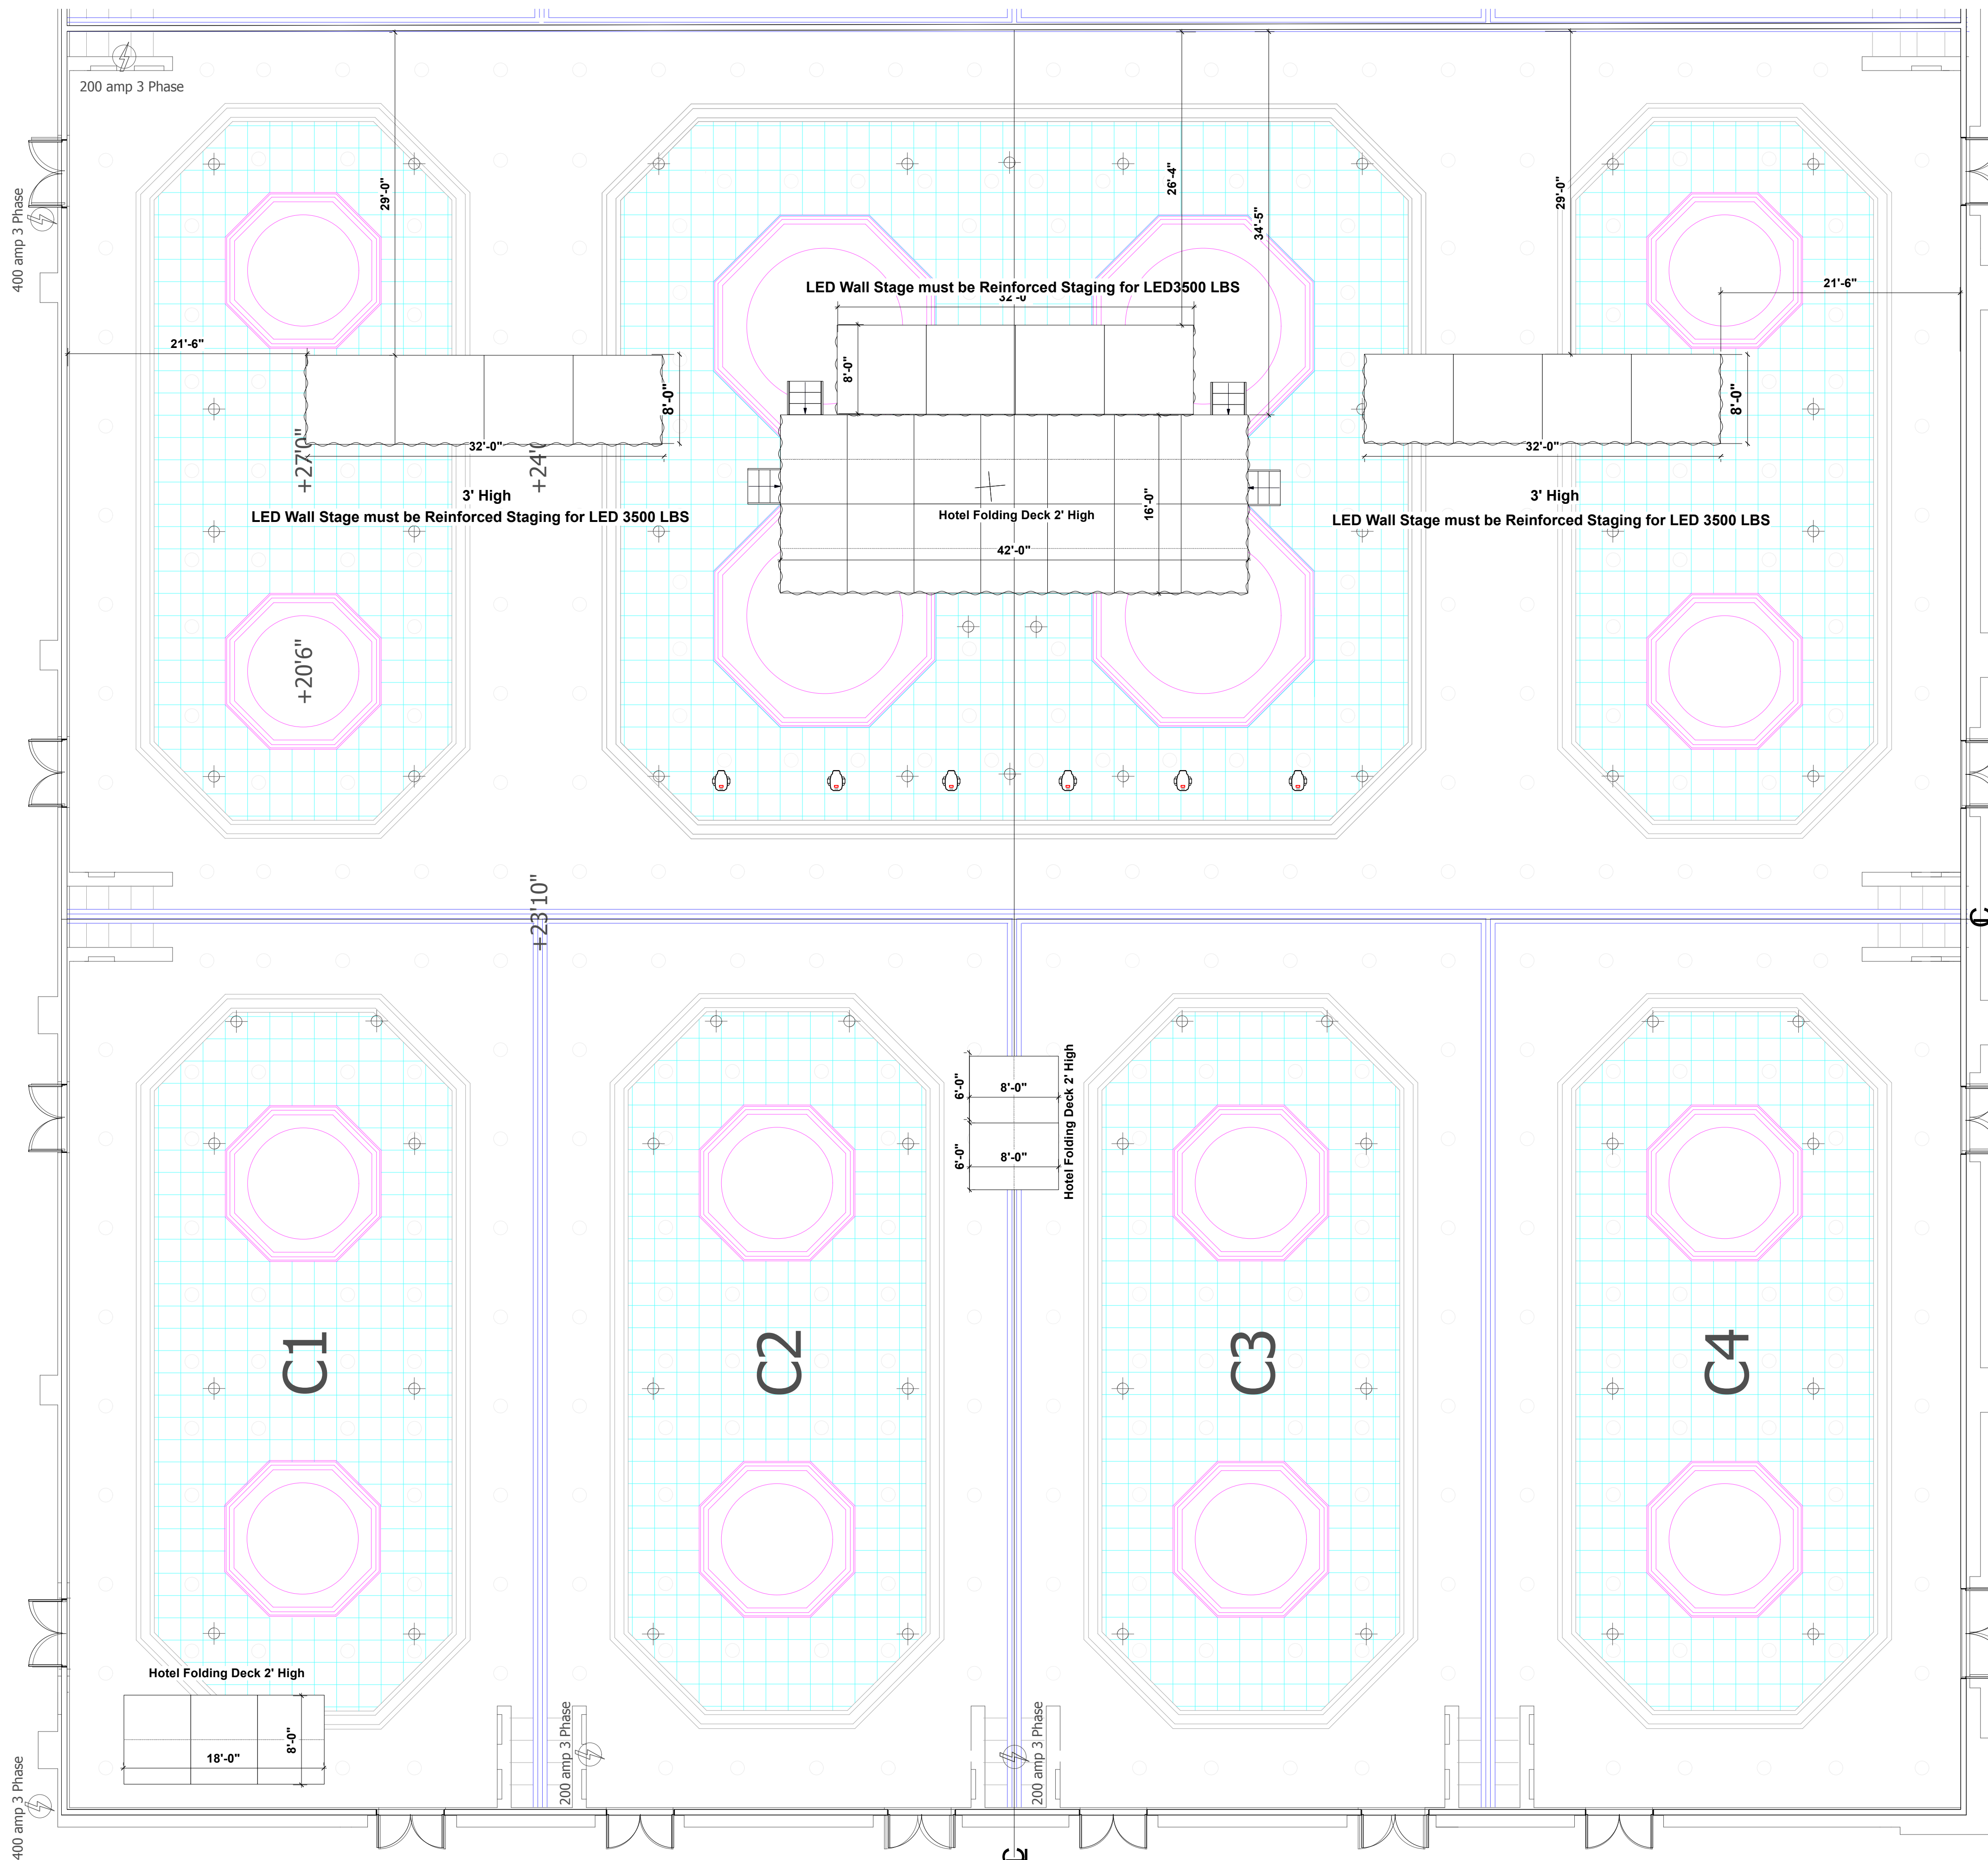 200 amp 3 Phase
400 amp 3 Phase
29'-0"
26'-4"
34'-5"
29'-0"
LED Wall Stage must be Reinforced Staging for LED3500 LBS
32'-0"
21'-6"
21'-6"
8'-0"
8'-0"
8'-0"
32'-0"
32'-0"
+27'0"
+24'0
3' High
LED Wall Stage must be Reinforced Staging for LED 3500 LBS
3' High
LED Wall Stage must be Reinforced Staging for LED 3500 LBS
Hotel Folding Deck 2' High
16'-0"
42'-0"
+20'6"
+23'10"
6'-0"
8'-0"
6'-0"
8'-0"
Hotel Folding Deck 2' High
C1
C2
C3
C4
Hotel Folding Deck 2' High
18'-0"
8'-0"
200 amp 3 Phase
200 amp 3 Phase
400 amp 3 Phase